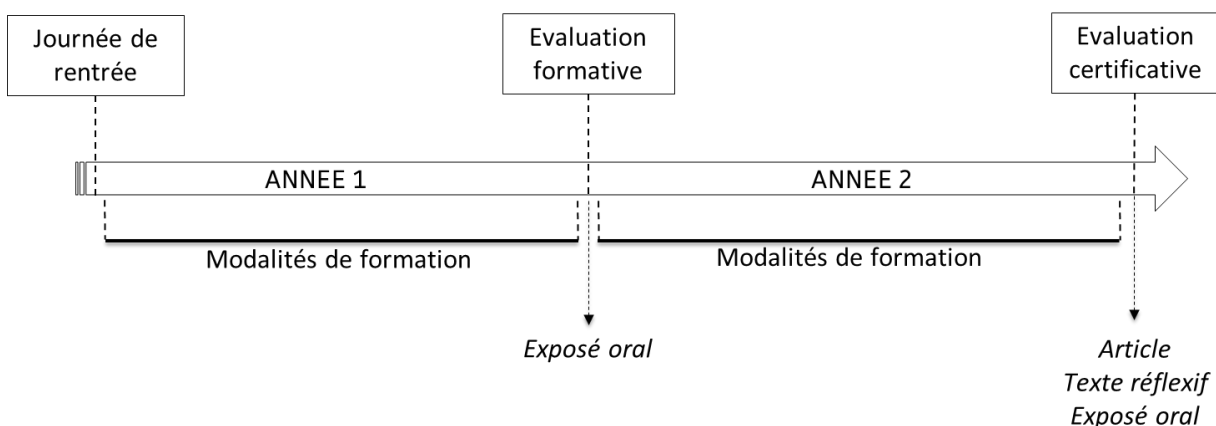 Journée de
rentrée
Evaluation
formative
Evaluation
certificative
ANNEE 1
ANNEE 2
Modalités de formation
Modalités de formation
Exposé oral
Article
Texte réflexif
Exposé oral